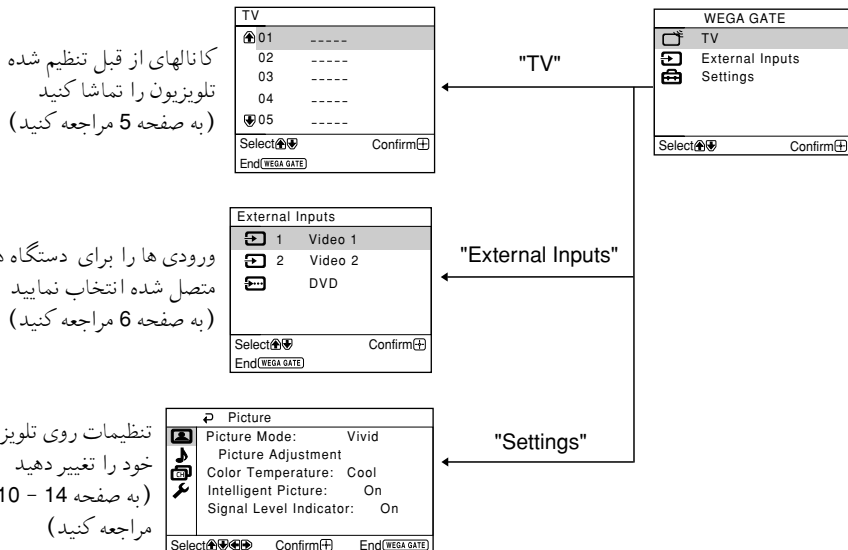 WEGA GATE
TV
External Inputs
Settings
Select Confirm
"TV"
TV
01 -----
02 -----
03 -----
04 -----
05 -----
Select Confirm
End WEGA GATE
کانالهای از قبل تنظیم شده
تلویزیون را تماشا کنید
(به صفحه 5 مراجعه کنید)
"External Inputs"
External Inputs
1 Video 1
2 Video 2
DVD
Select Confirm
End WEGA GATE
ورودی ها را برای دستگاه
متصل شده انتخاب نمایید
(به صفحه 6 مراجعه کنید)
"Settings"
Picture
Picture Mode: Vivid
Picture Adjustment
Color Temperature: Cool
CH
Intelligent Picture: On
Signal Level Indicator: On
Select Confirm End WEGA GATE
تنظیمات روی
خود را تغییر دهید
(به صفحه 14 - 10
مراجعه کنید)